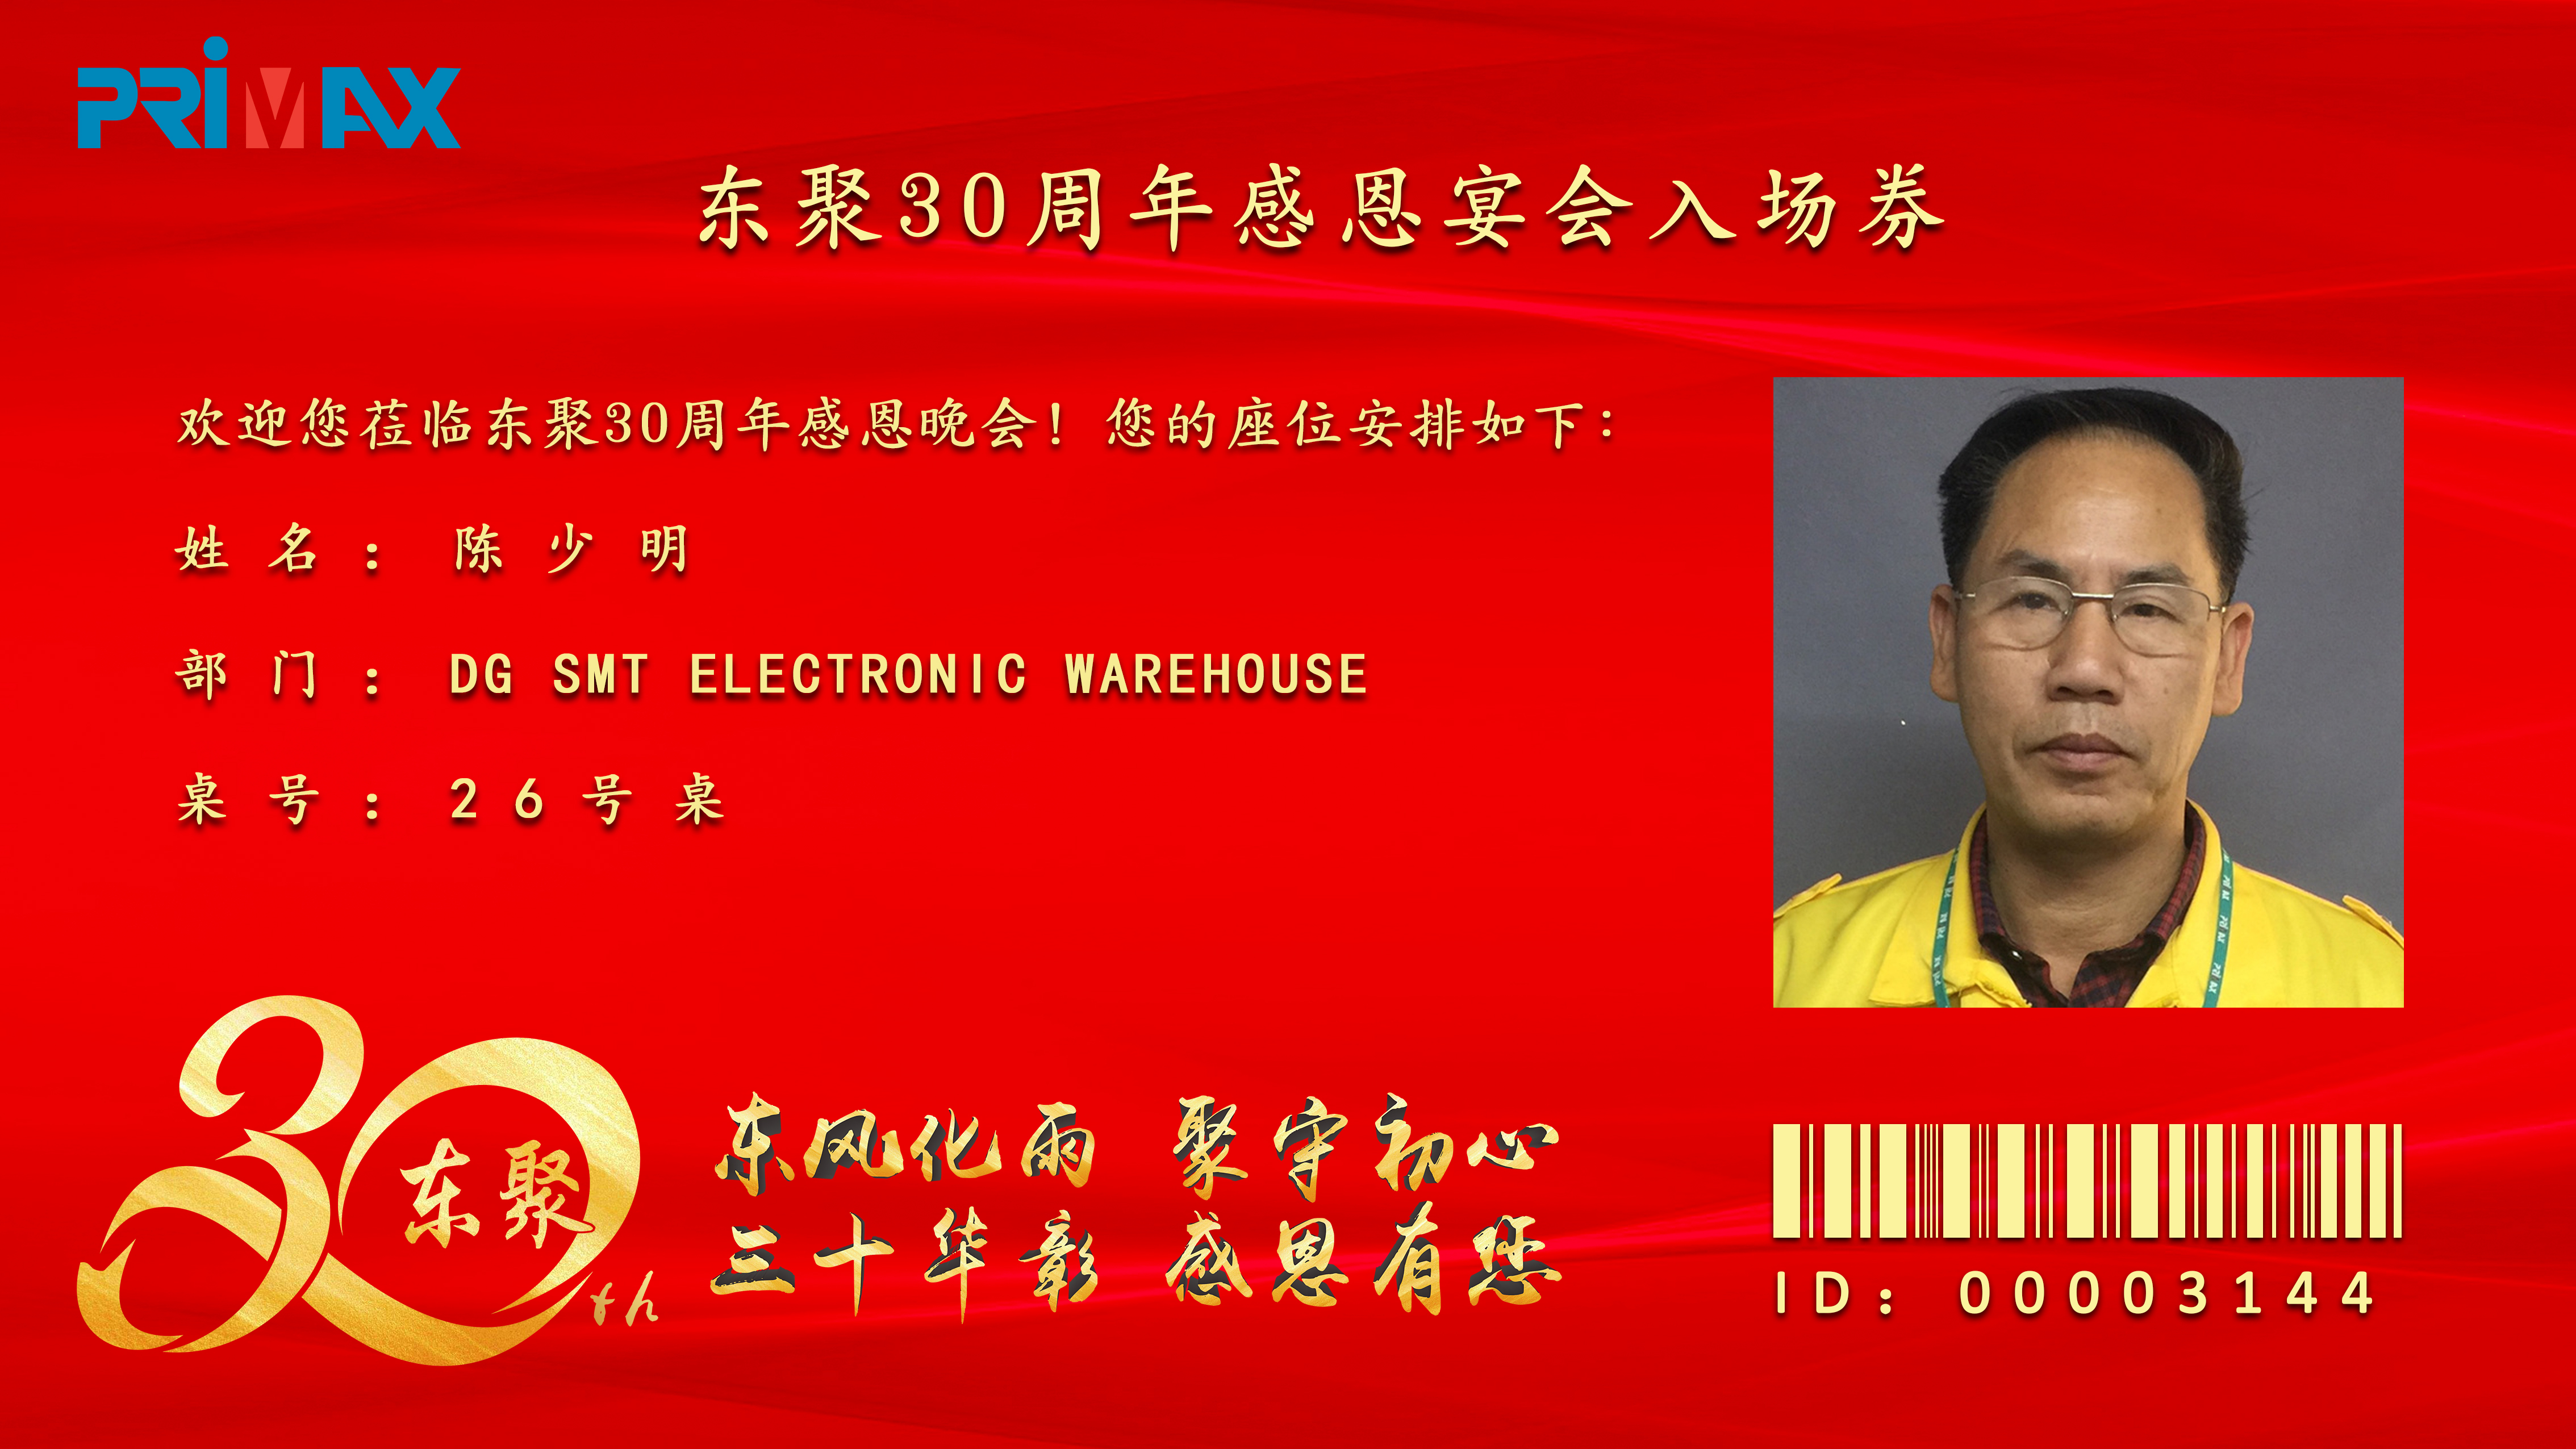 PRIMAX
东聚30周年感恩宴会入场券
欢迎您莅临东聚30周年感恩晚会！您的座位安排如下：
姓名：陈少明
部门：DG SMT ELECTRONIC WAREHOUSE
桌号：26号桌
30th
东聚
东风化雨 聚守初心
三十华彰 感恩有您
ID：00003144